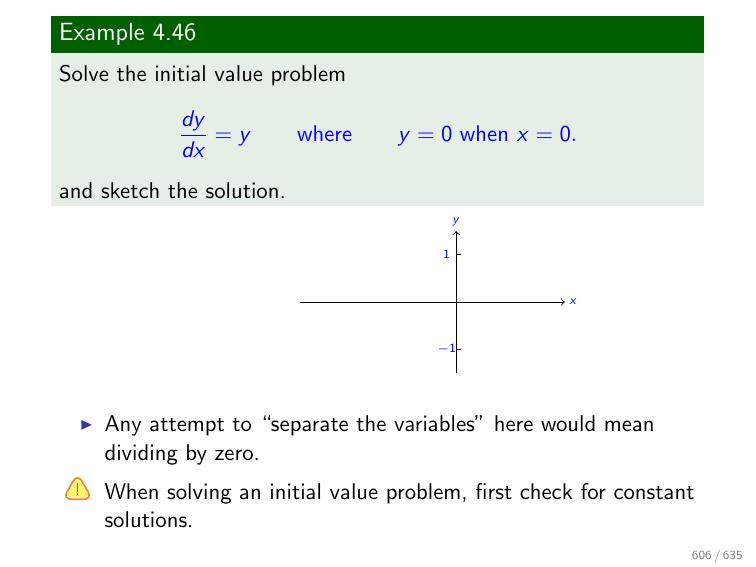 Example 4.46
Solve the initial value problem
dy/dx = y where y = 0 when x = 0.
and sketch the solution.
y
1
x
−1
▶ Any attempt to “separate the variables” here would mean
dividing by zero.
! When solving an initial value problem, first check for constant
solutions.
606 / 635